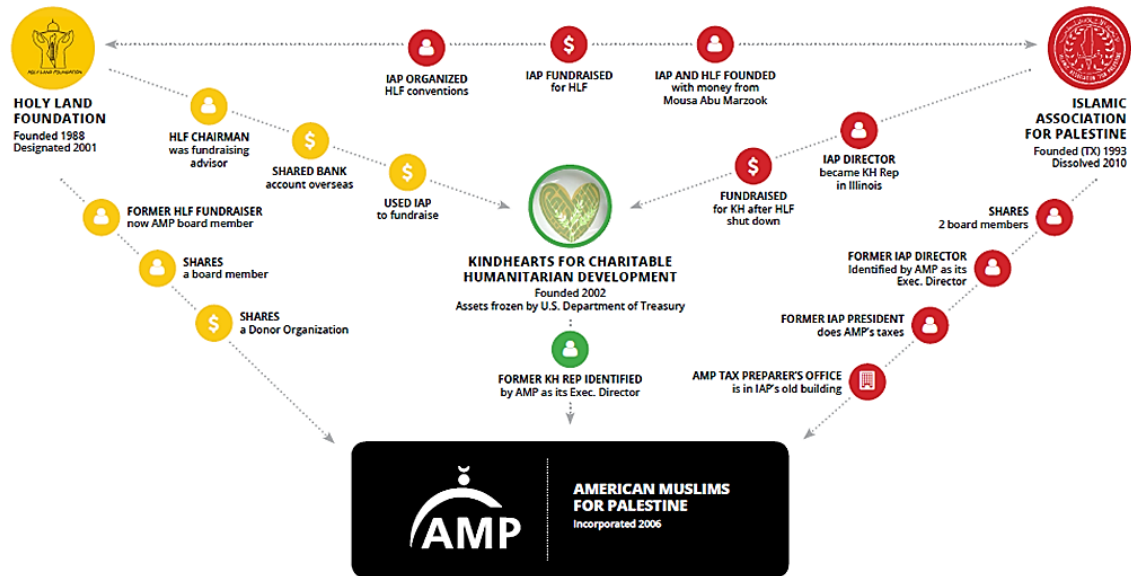 HOLY LAND FOUNDATION
HOLY LAND
FOUNDATION
Founded 1988
Designated 2001
IAP ORGANIZED
HLF conventions
$
IAP FUNDRAISED
for HLF
IAP AND HLF FOUNDED
with money from
Mousa Abu Marzook
ISLAMIC
ASSOCIATION
FOR PALESTINE
Founded (TX) 1993
Dissolved 2010
HLF CHAIRMAN
was fundraising
advisor
$
SHARED BANK
account overseas
$
USED IAP
to fundraise
IAP DIRECTOR
became KH Rep
in Illinois
$
FUNDRAISED
for KH after HLF
shut down
KINDHEARTS FOR CHARITABLE
HUMANITARIAN DEVELOPMENT
Founded 2002
Assets frozen by U.S. Department of Treasury
FORMER HLF FUNDRAISER
now AMP board member
SHARES
a board member
$
SHARES
a Donor Organization
SHARES
2 board members
FORMER IAP DIRECTOR
Identified by AMP as its
Exec. Director
FORMER IAP PRESIDENT
does AMP's taxes
AMP TAX PREPARER'S OFFICE
is in IAP's old building
FORMER KH REP IDENTIFIED
by AMP as its Exec. Director
AMP
AMERICAN MUSLIMS
FOR PALESTINE
Incorporated 2006